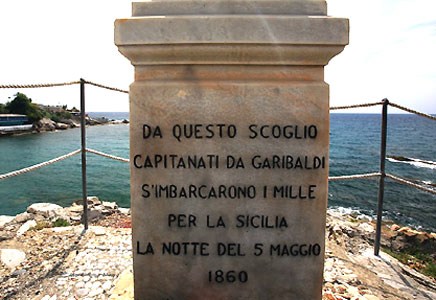 DA QUESTO SCOGLIO
CAPITANATI DA GARIBALDI
S'IMBARCARONO I MILLE
PER LA SICILIA
LA NOTTE DEL 5 MAGGIO
1860